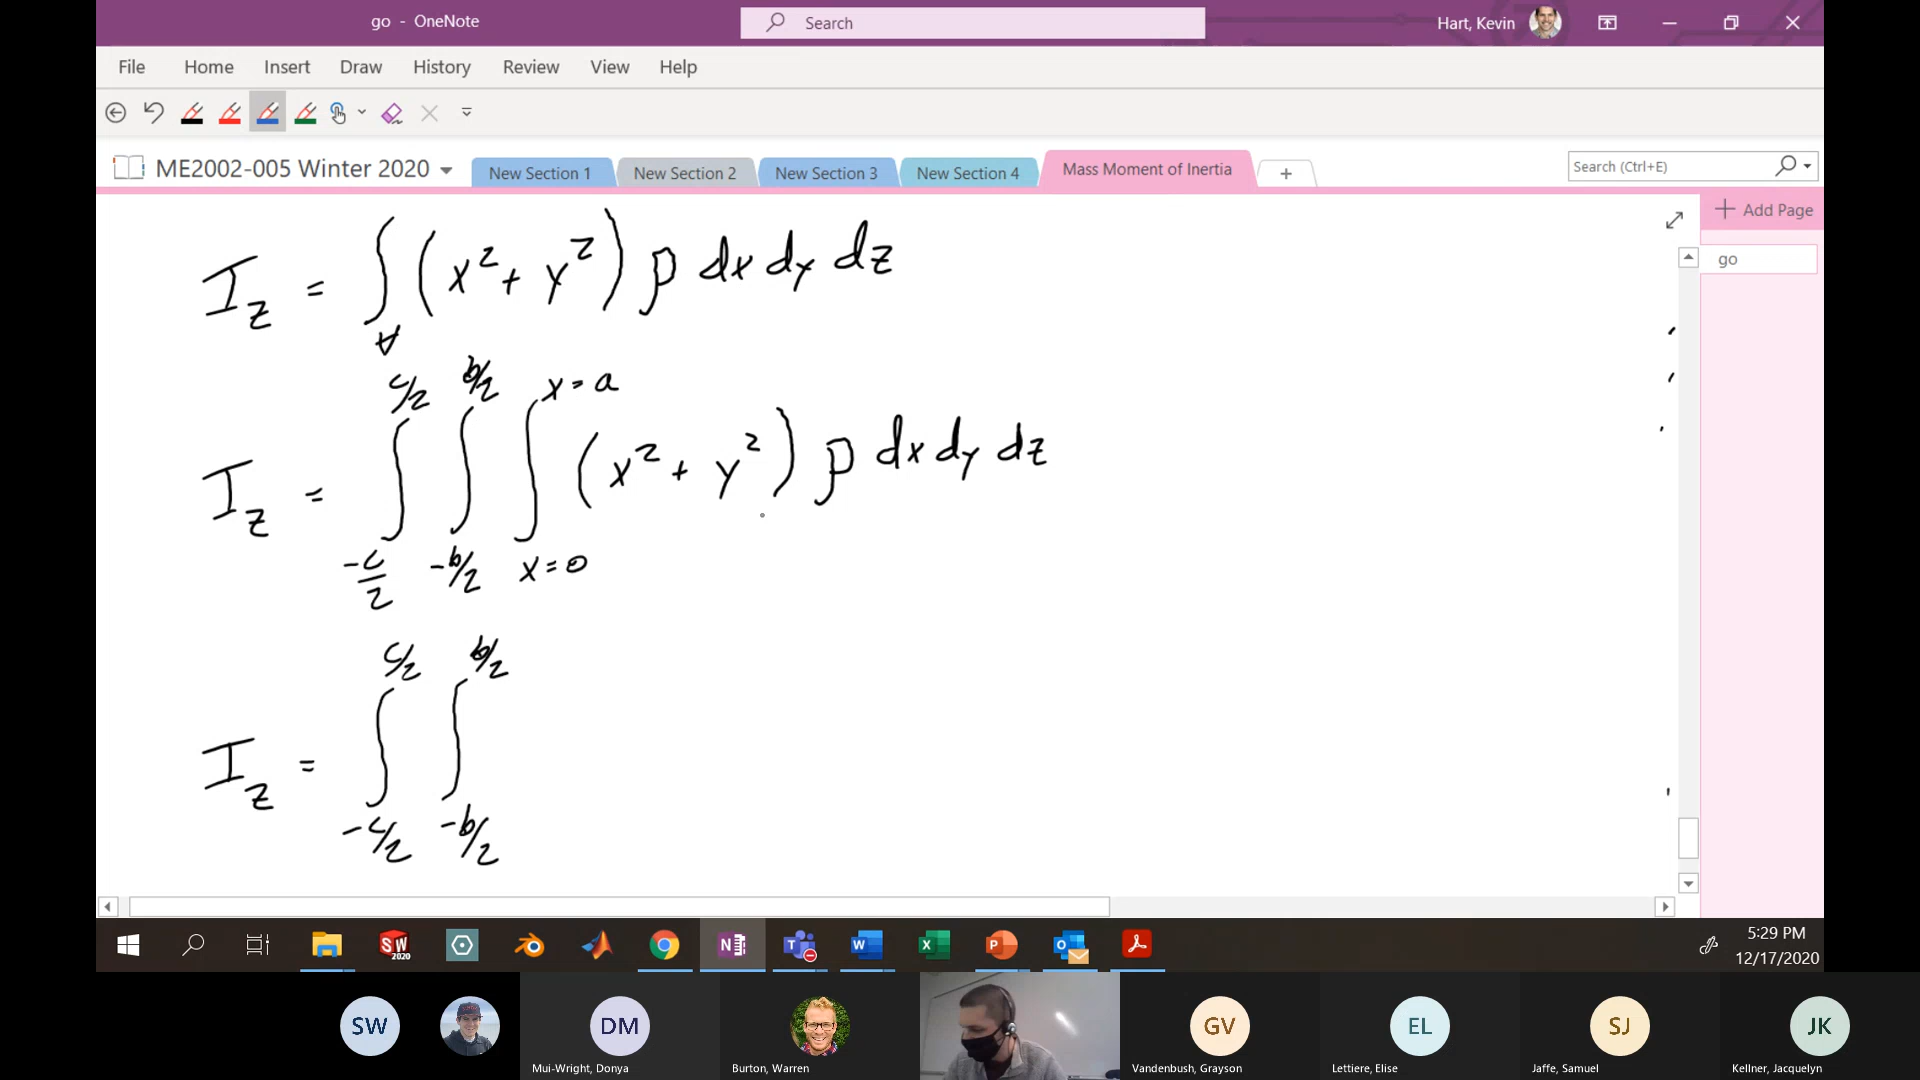 go - OneNote
Search
Hart, Kevin
File Home Insert Draw History Review View Help
ME2002-005 Winter 2020
New Section 1
New Section 2
New Section 3
New Section 4
Mass Moment of Inertia
+
Search (Ctrl+E)
Add Page
go
I_z = ∫_V (x² + y²) ρ dx dy dz
I_z = ∫_{-c/2}^{c/2} ∫_{-b/2}^{b/2} ∫_{x=0}^{x=a} (x² + y²) ρ dx dy dz
I_z = ∫_{-c/2}^{c/2} ∫_{-b/2}^{b/2}
SW 2020
N
T
W
X
P
O
5:29 PM
12/17/2020
SW
DM
GV
EL
SJ
JK
Mui-Wright, Donya
Burton, Warren
Vandenbush, Grayson
Lettiere, Elise
Jaffe, Samuel
Kellner, Jacquelyn